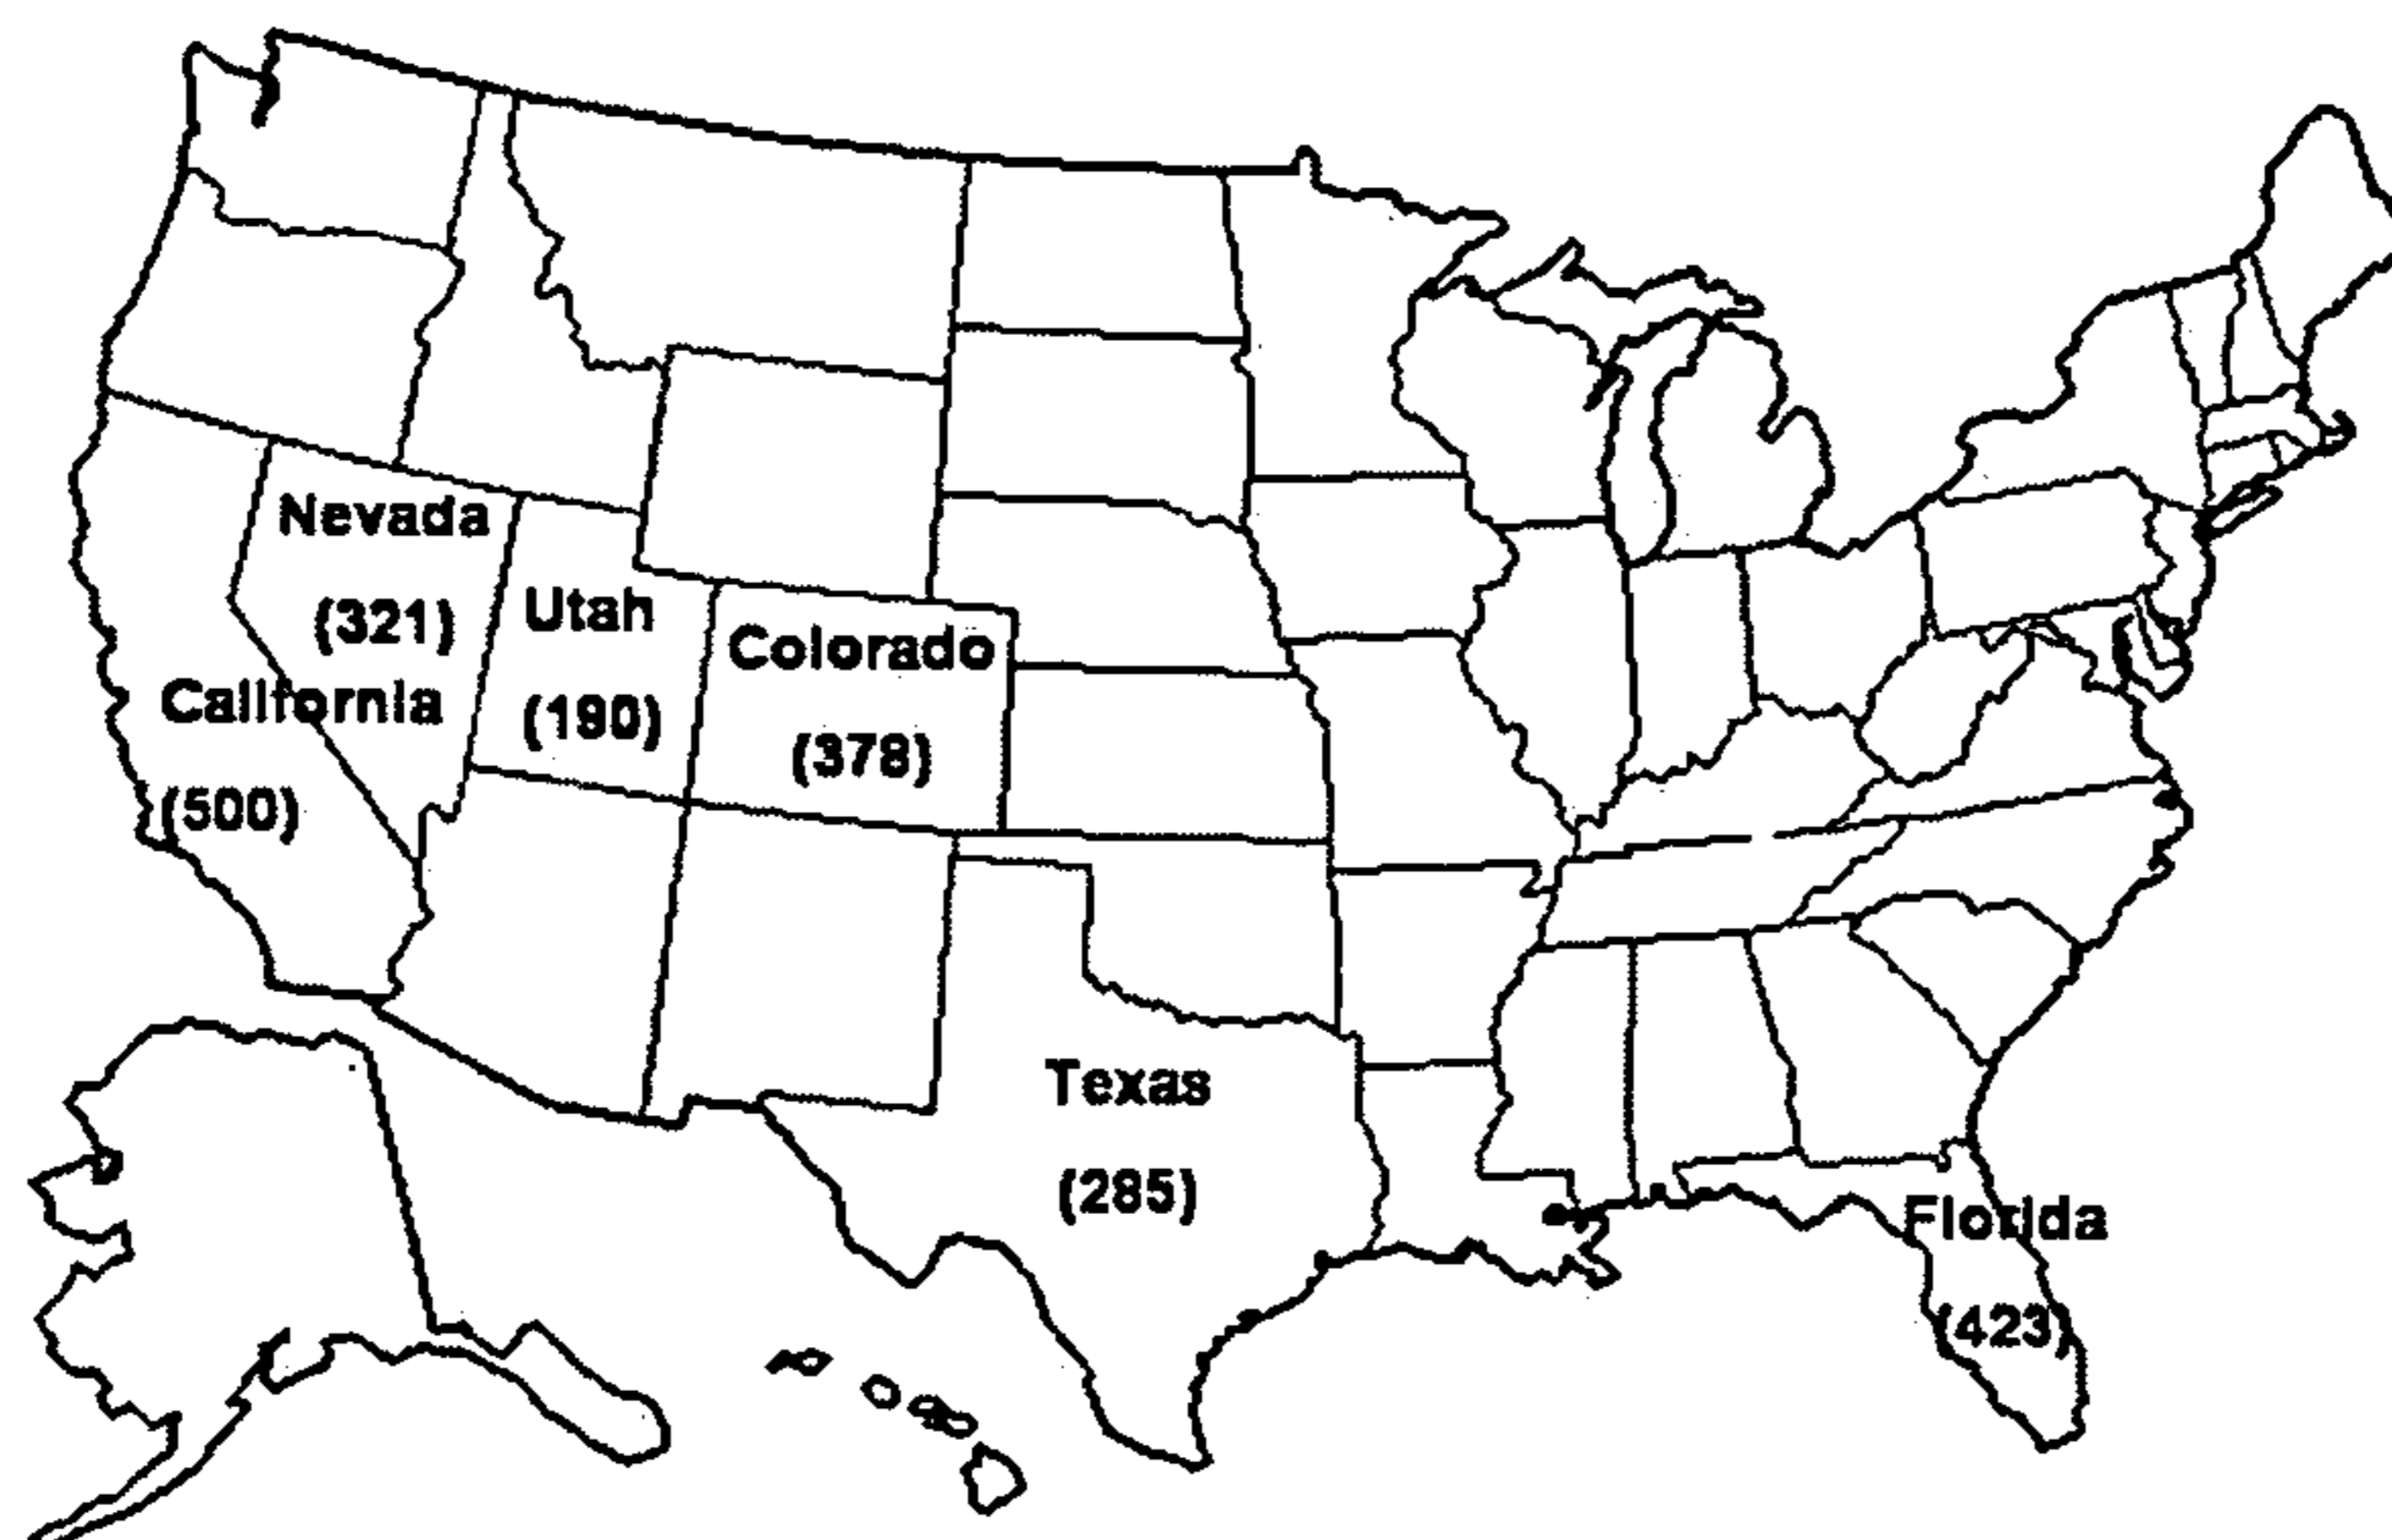 Nevada
(321)
Utah
(190)
Colorado
(378)
California
(500)
Texas
(285)
Florida
(423)